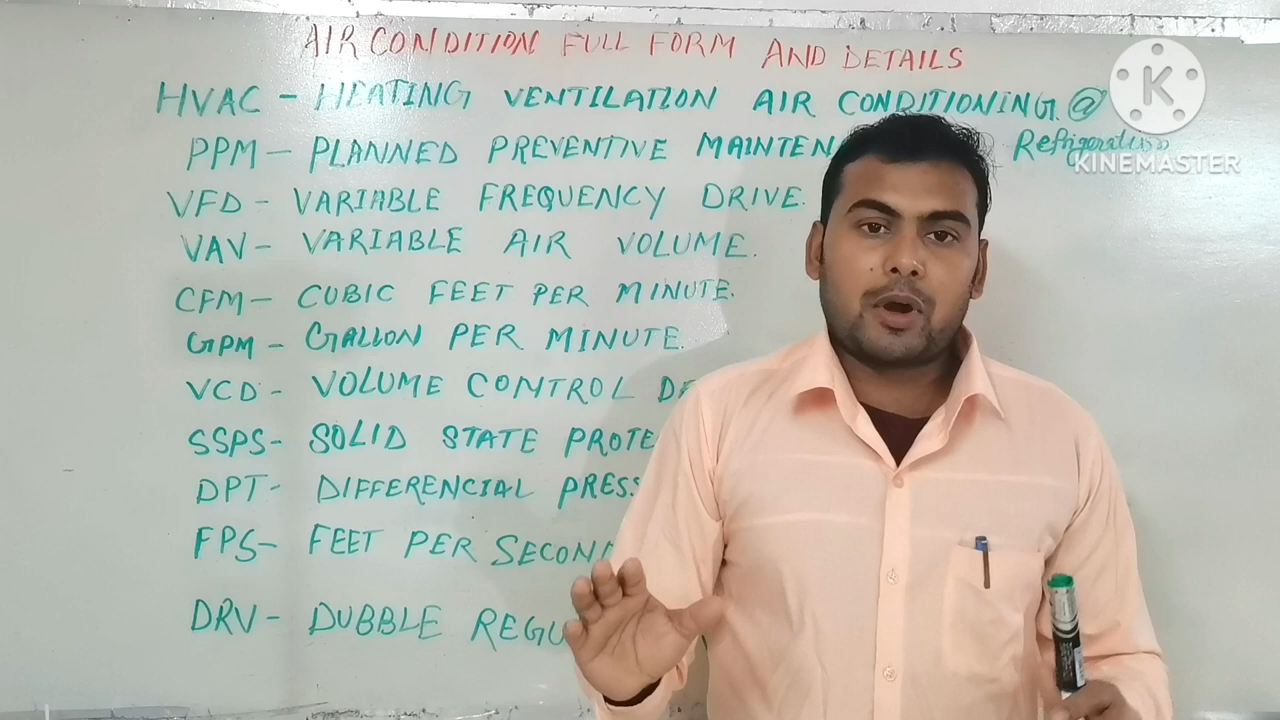 AIR CONDITION FULL FORM AND DETAILS
HVAC - HEATING VENTILATION AIR CONDITIONING. @
Refrigeration
PPM - PLANNED PREVENTIVE MAINTEN
VFD - VARIABLE FREQUENCY DRIVE.
VAV - VARIABLE AIR VOLUME.
CFM - CUBIC FEET PER MINUTE.
GPM - GALLON PER MINUTE.
VCD - VOLUME CONTROL DA
SSPS - SOLID STATE PROTE
DPT - DIFFERENCIAL PRESS
FPS - FEET PER SECON
DRV - DUBBLE REGU
K
KINEMASTER